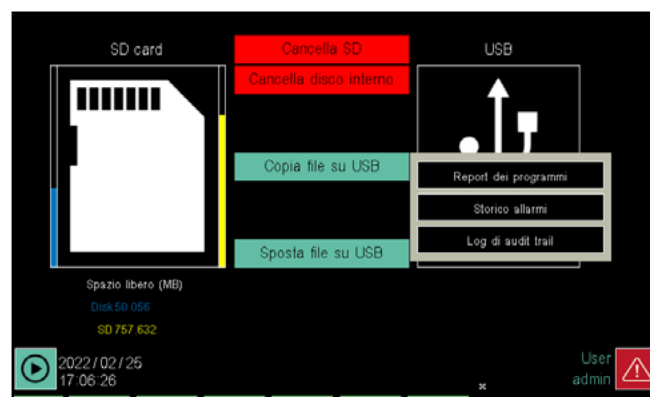 SD card
Cancella SD
USB
Cancella disco interno
Copia file su USB
Report dei programmi
Storico allarmi
Log di audit trail
Sposta file su USB
Spazio libero (MB)
Disk 50.056
SD 757.632
2022/02/25
17:06:26
User
admin